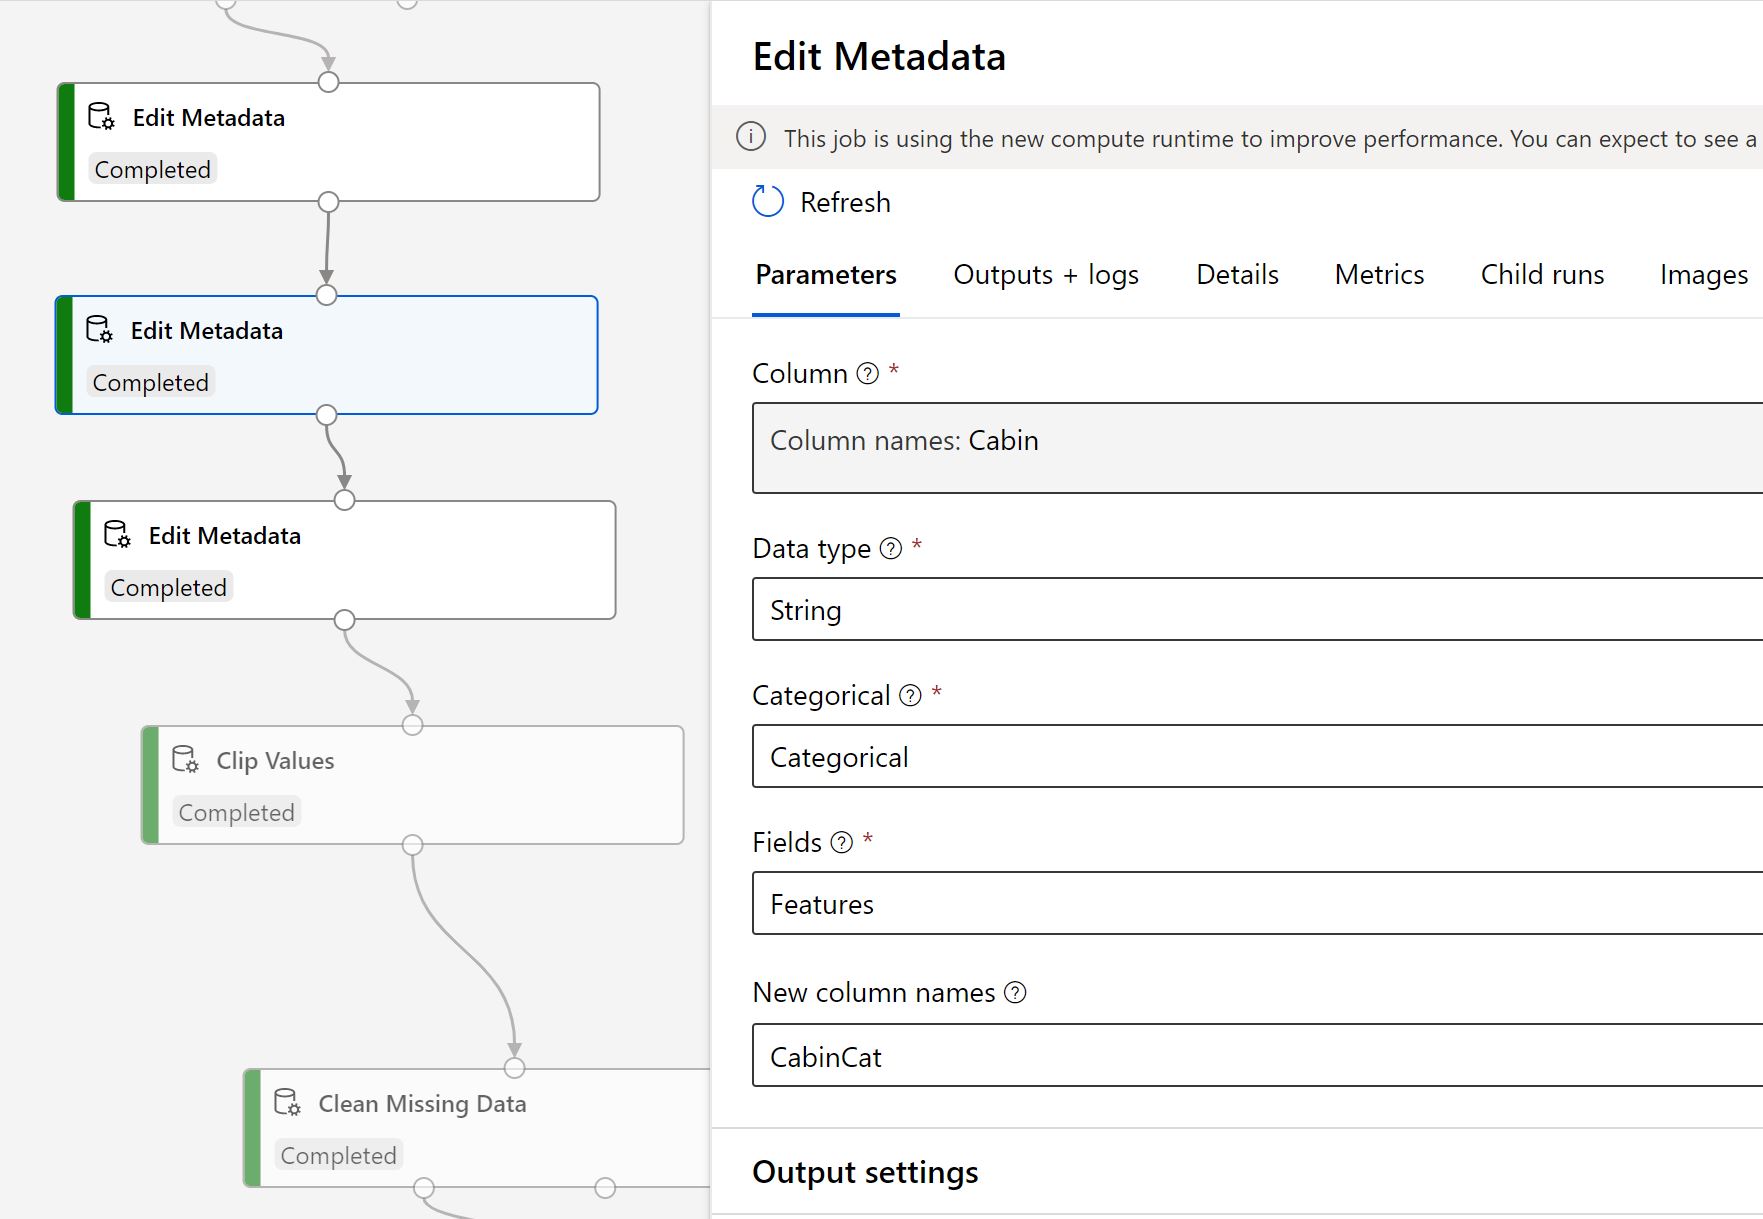 Edit Metadata
Completed
Edit Metadata
Completed
Edit Metadata
Completed
Clip Values
Completed
Clean Missing Data
Completed
Edit Metadata
This job is using the new compute runtime to improve performance. You can expect to see a
Refresh
Parameters Outputs + logs Details Metrics Child runs Images
Column *
Column names: Cabin
Data type *
String
Categorical *
Categorical
Fields *
Features
New column names
CabinCat
Output settings